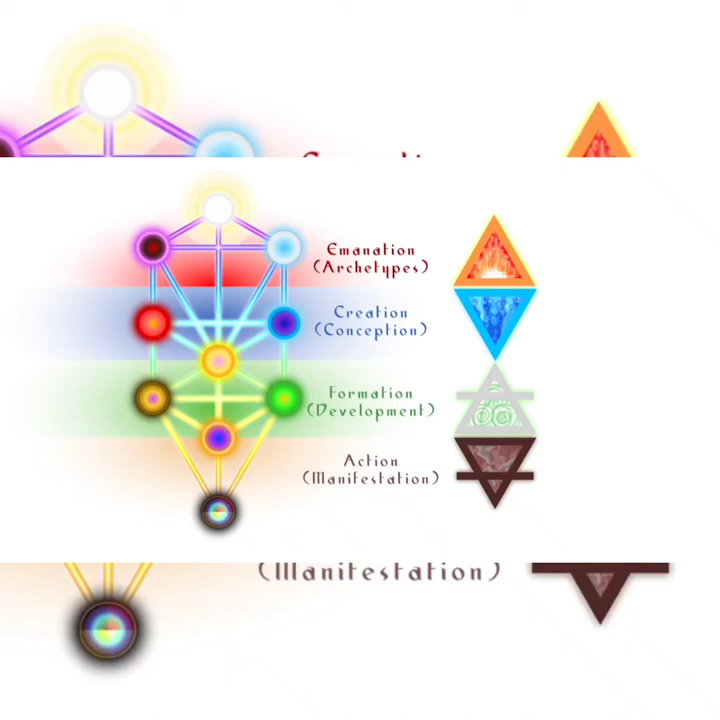 Emanation
(Archetypes)
Creation
(Conception)
Formation
(Development)
Action
(Manifestation)
(Manifestation)